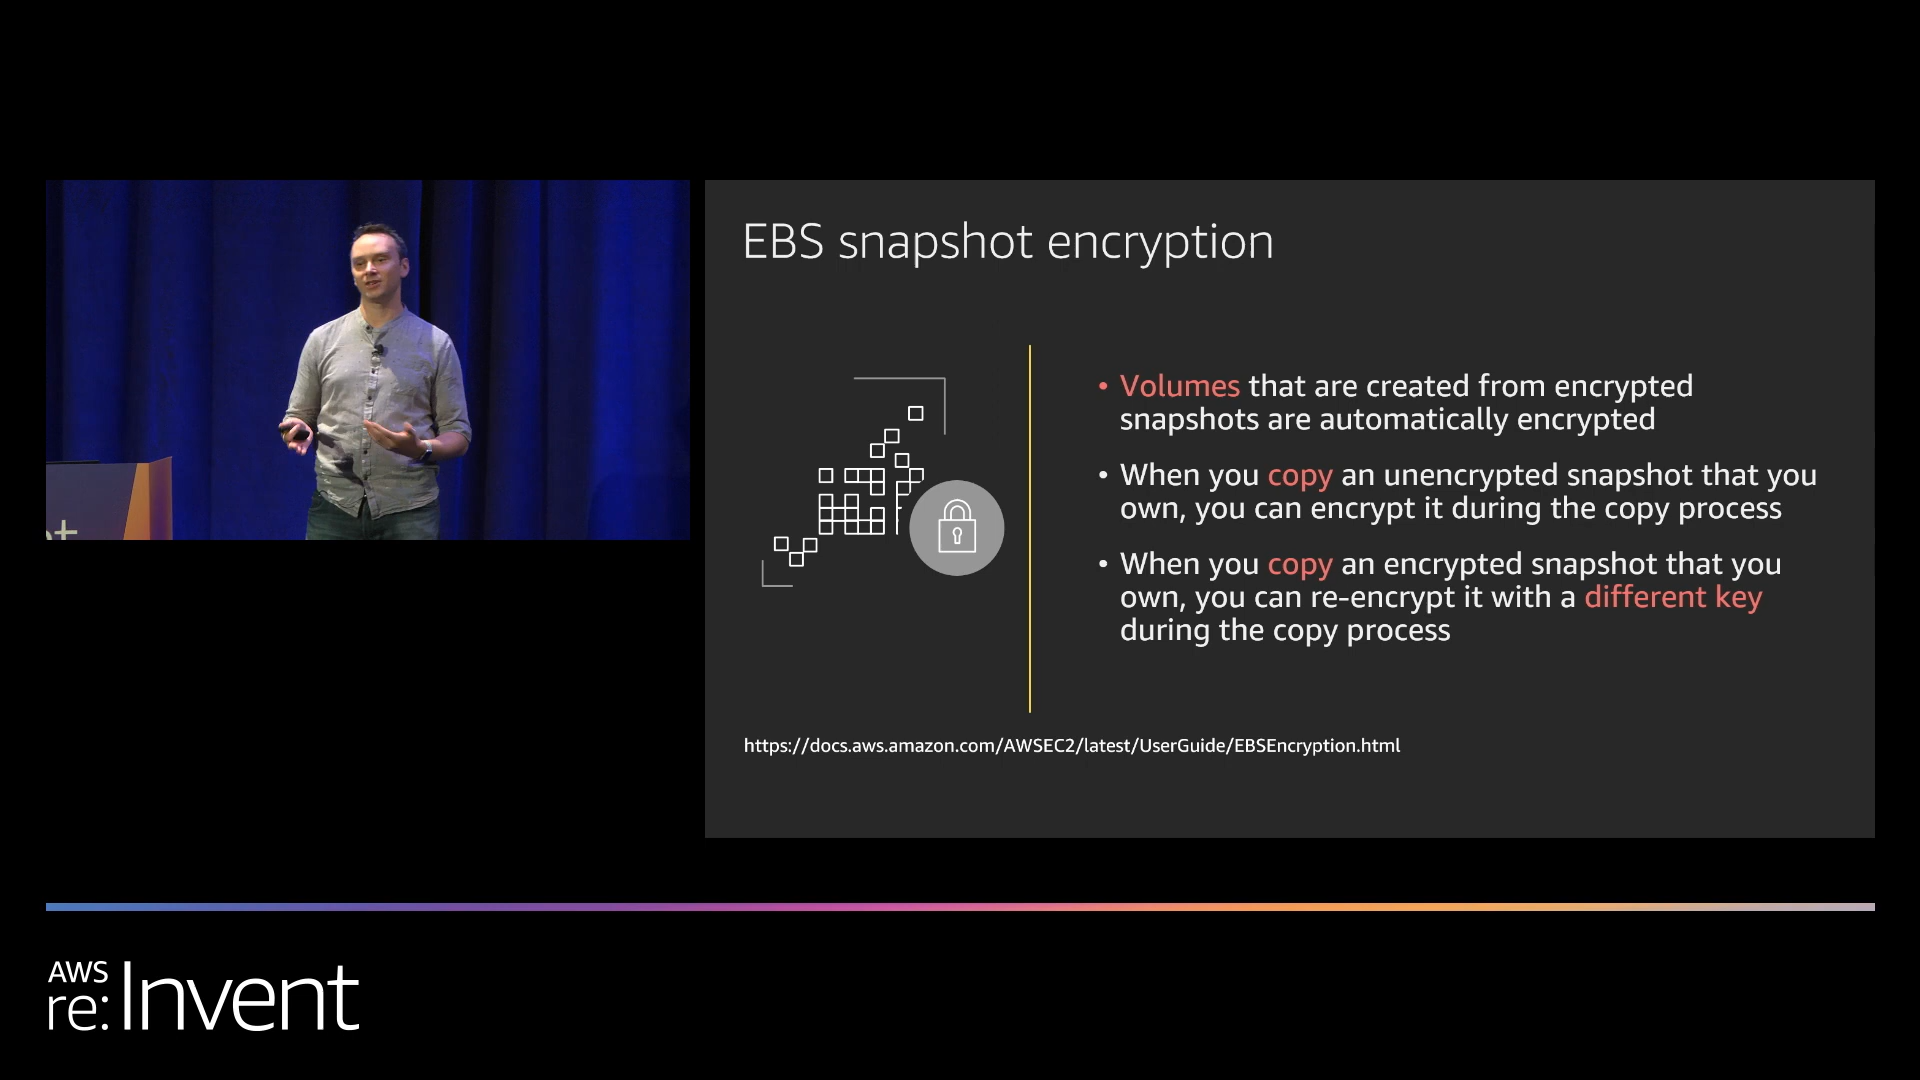 EBS snapshot encryption
• Volumes that are created from encrypted
snapshots are automatically encrypted
• When you copy an unencrypted snapshot that you
own, you can encrypt it during the copy process
• When you copy an encrypted snapshot that you
own, you can re-encrypt it with a different key
during the copy process
https://docs.aws.amazon.com/AWSEC2/latest/UserGuide/EBSEncryption.html
AWS
re:Invent